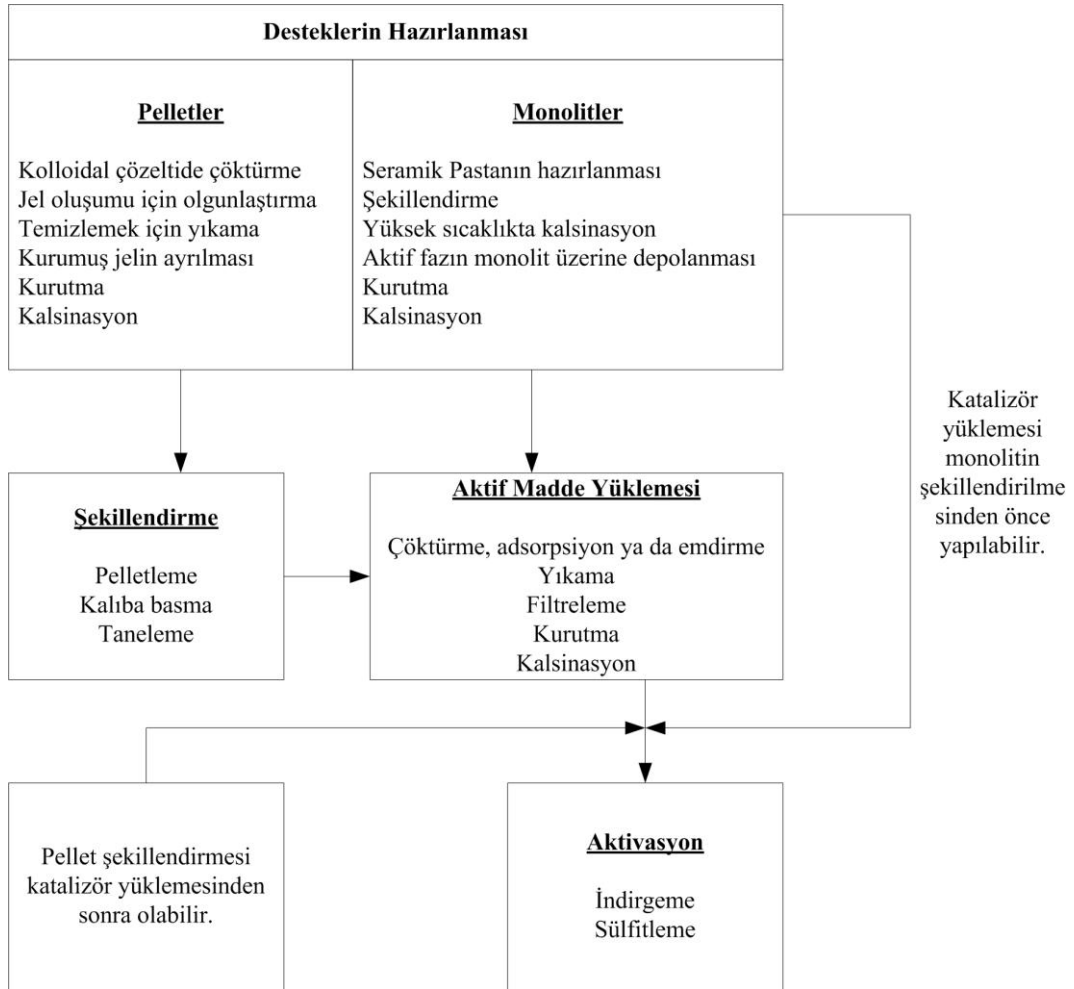 Desteklerin Hazırlanması
Pelletler
Kolloidal çözeltide çöktürme
Jel oluşumu için olgunlaştırma
Temizlemek için yıkama
Kurumuş jelin ayrılması
Kurutma
Kalsinasyon
Monolitler
Seramik Pastanın hazırlanması
Şekillendirme
Yüksek sıcaklıkta kalsinasyon
Aktif fazın monolit üzerine depolanması
Kurutma
Kalsinasyon
Katalizör
yüklemesi
monolitin
şekillendirilme
sinden önce
yapılabilir.
Şekillendirme
Pelletleme
Kalıba basma
Taneleme
Aktif Madde Yüklemesi
Çöktürme, adsorpsiyon ya da emdirme
Yıkama
Filtreleme
Kurutma
Kalsinasyon
Pellet şekillendirmesi
katalizör yüklemesinden
sonra olabilir.
Aktivasyon
İndirgeme
Sülfitleme